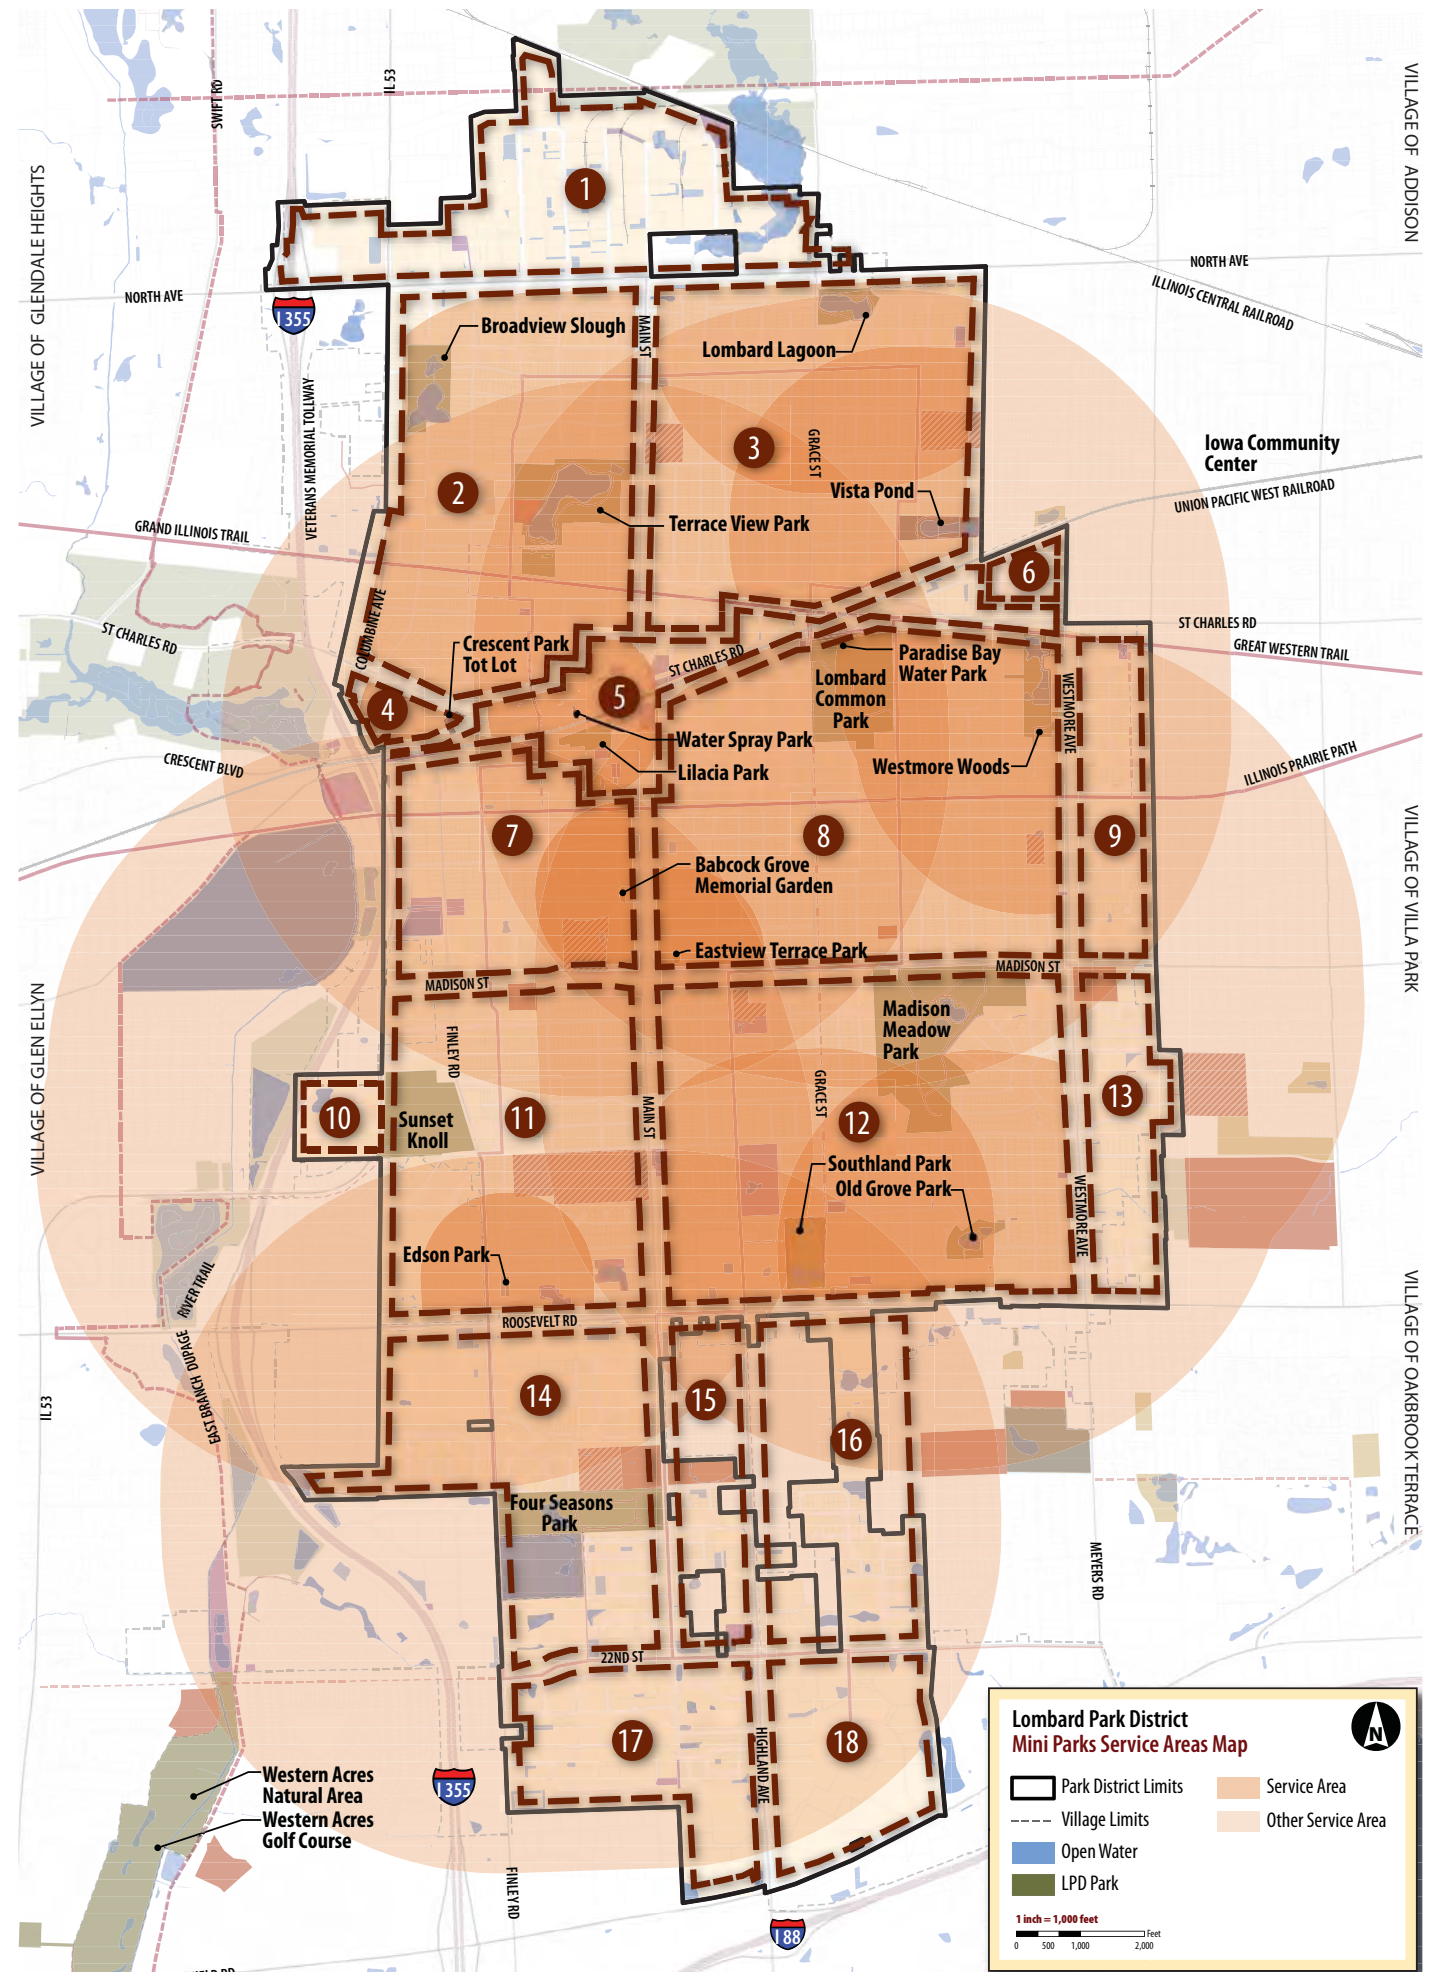 SWIFT RD
IL 53
VILLAGE OF GLENDALE HEIGHTS
VILLAGE OF ADDISON
1
NORTH AVE
ILLINOIS CENTRAL RAILROAD
NORTH AVE
I 355
Broadview Slough
MAIN ST
Lombard Lagoon
VETERANS MEMORIAL TOLLWAY
3
GRACE ST
Iowa Community
Center
2
Vista Pond
UNION PACIFIC WEST RAILROAD
GRAND ILLINOIS TRAIL
Terrace View Park
6
COLUMBINE AVE
ST CHARLES RD
ST CHARLES RD
GREAT WESTERN TRAIL
Crescent Park
Tot Lot
ST CHARLES RD
Paradise Bay
Water Park
Lombard
Common
Park
WESTMORE AVE
5
4
Water Spray Park
Lilacia Park
Westmore Woods
CRESCENT BLVD
ILLINOIS PRAIRIE PATH
7
8
9
VILLAGE OF VILLA PARK
Babcock Grove
Memorial Garden
Eastview Terrace Park
MADISON ST
MADISON ST
VILLAGE OF GLEN ELLYN
FINLEY RD
Madison
Meadow
Park
10
Sunset
Knoll
11
MAIN ST
GRACE ST
12
13
Southland Park
Old Grove Park
WESTMORE AVE
Edson Park
EAST BRANCH DUPAGE RIVER TRAIL
ROOSEVELT RD
VILLAGE OF OAKBROOK TERRACE
IL 53
14
15
16
Four Seasons
Park
MEYERS RD
22ND ST
17
18
HIGHLAND AVE
Western Acres
Natural Area
Western Acres
Golf Course
I 355
FINLEY RD
I 88
Lombard Park District
Mini Parks Service Areas Map
N
Park District Limits
Service Area
Village Limits
Other Service Area
Open Water
LPD Park
1 inch = 1,000 feet
Feet
0 500 1,000 2,000